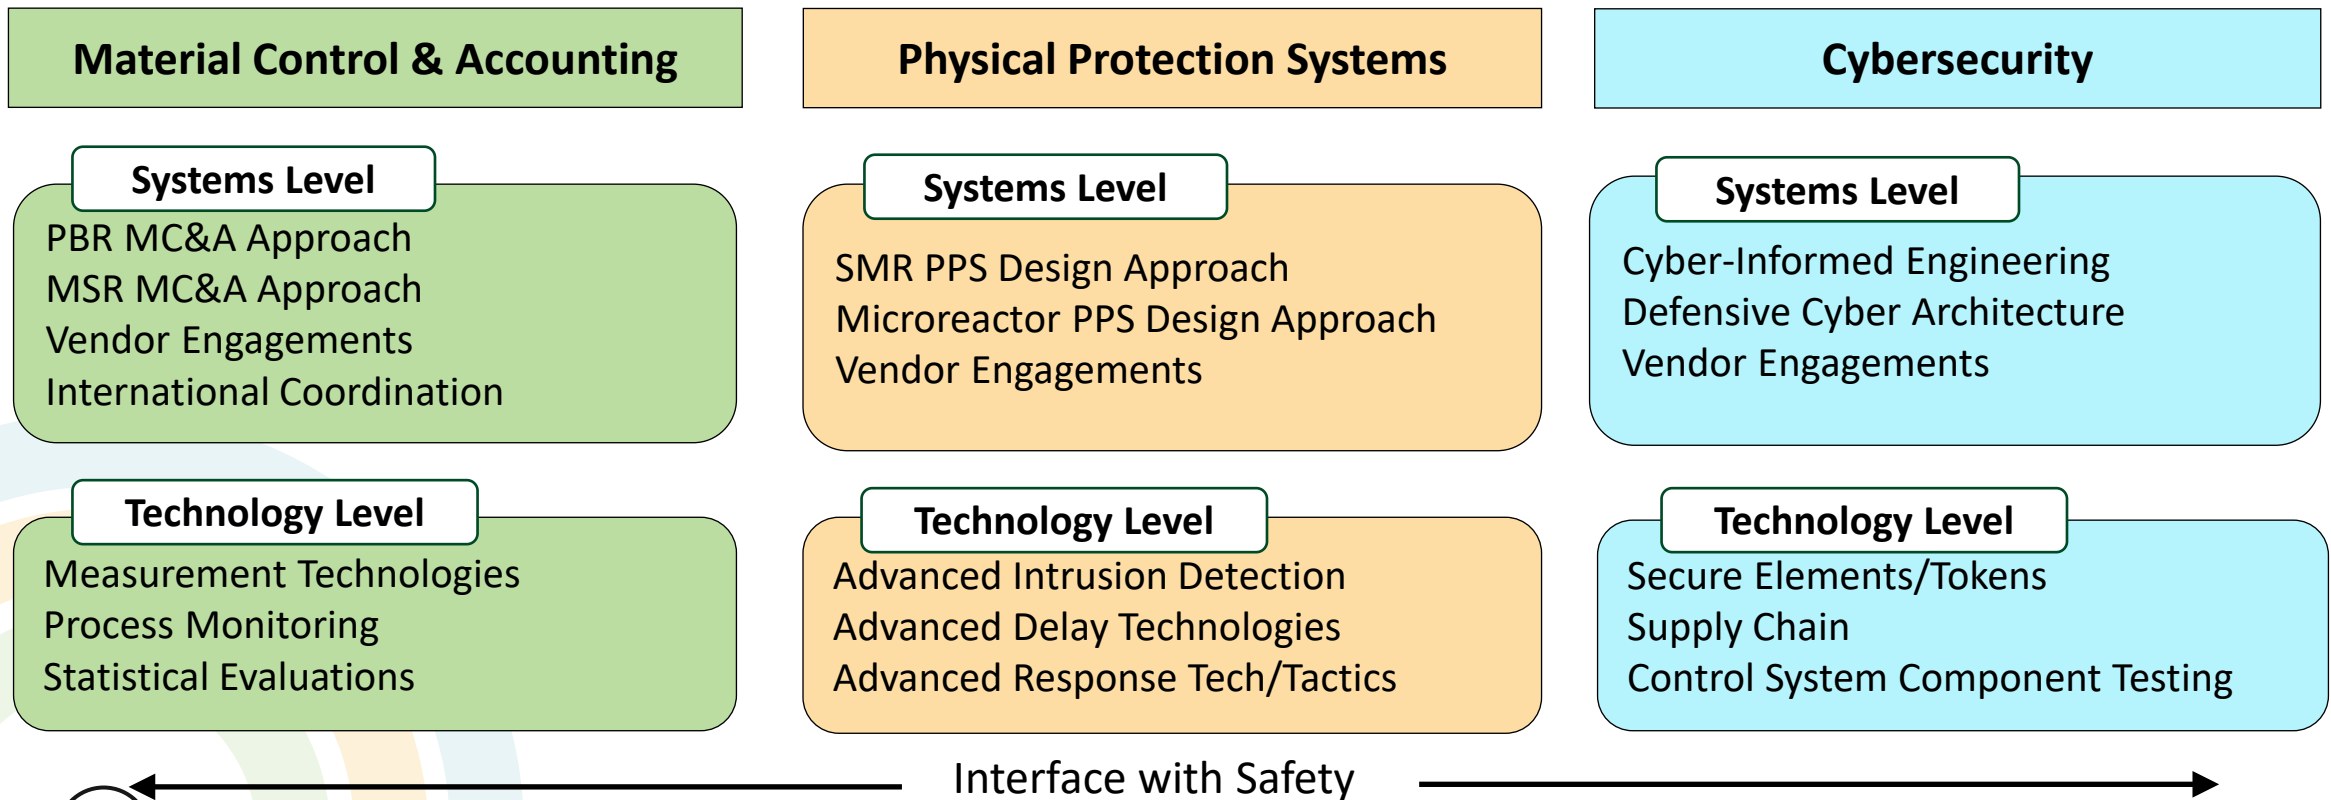 Material Control & Accounting
Systems Level
PBR MC&A Approach
MSR MC&A Approach
Vendor Engagements
International Coordination
Technology Level
Measurement Technologies
Process Monitoring
Statistical Evaluations
Physical Protection Systems
Systems Level
SMR PPS Design Approach
Microreactor PPS Design Approach
Vendor Engagements
Technology Level
Advanced Intrusion Detection
Advanced Delay Technologies
Advanced Response Tech/Tactics
Cybersecurity
Systems Level
Cyber-Informed Engineering
Defensive Cyber Architecture
Vendor Engagements
Technology Level
Secure Elements/Tokens
Supply Chain
Control System Component Testing
Interface with Safety